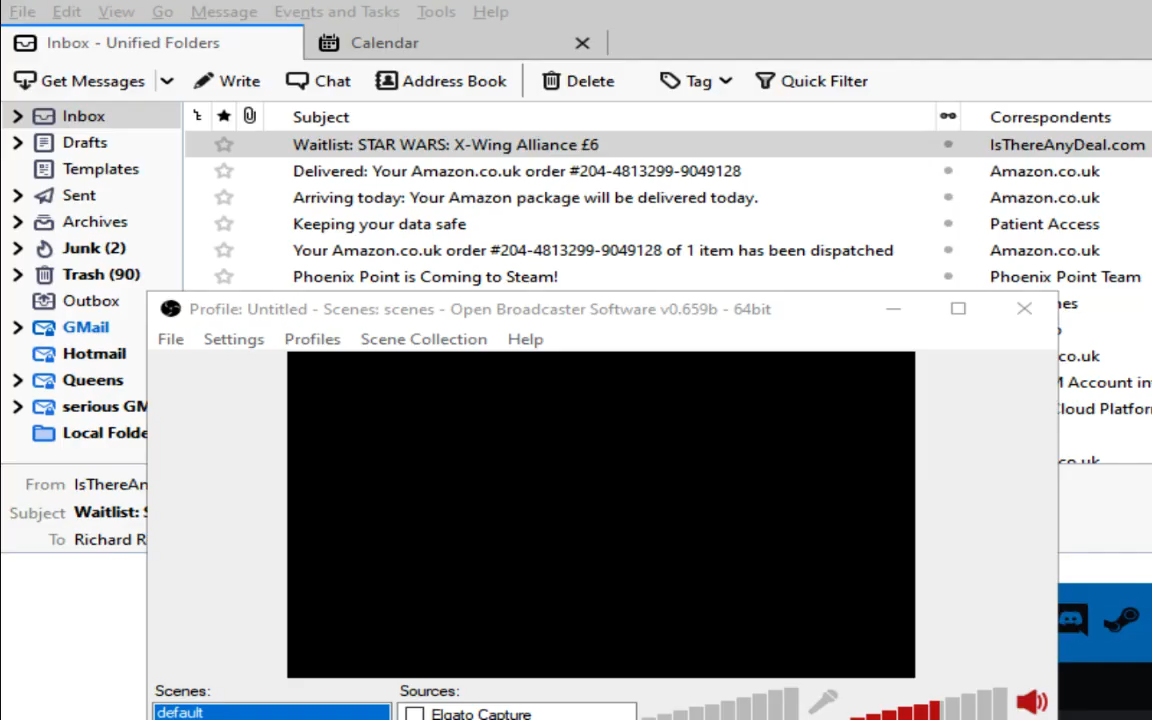 File Edit View Go Message Events and Tasks Tools Help
Inbox - Unified Folders Calendar
Get Messages Write Chat Address Book Delete Tag Quick Filter
Subject Correspondents
Inbox
Drafts
Templates
Sent
Archives
Junk (2)
Trash (90)
Outbox
GMail
Hotmail
Queens
serious GM
Local Folde
Waitlist: STAR WARS: X-Wing Alliance £6 IsThereAnyDeal.com
Delivered: Your Amazon.co.uk order #204-4813299-9049128 Amazon.co.uk
Arriving today: Your Amazon package will be delivered today. Amazon.co.uk
Keeping your data safe Patient Access
Your Amazon.co.uk order #204-4813299-9049128 of 1 item has been dispatched Amazon.co.uk
Phoenix Point is Coming to Steam! Phoenix Point Team
nes
co.uk
Account in
loud Platfor
From IsThereAn
Subject Waitlist:
To Richard R
Profile: Untitled - Scenes: scenes - Open Broadcaster Software v0.659b - 64bit
File Settings Profiles Scene Collection Help
Scenes: Sources:
default Elgato Capture